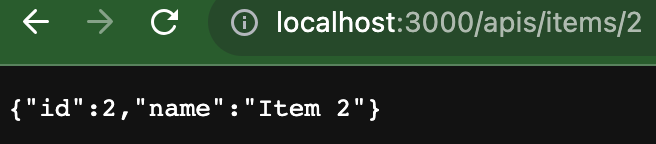 localhost:3000/apis/items/2
{"id":2,"name":"Item 2"}